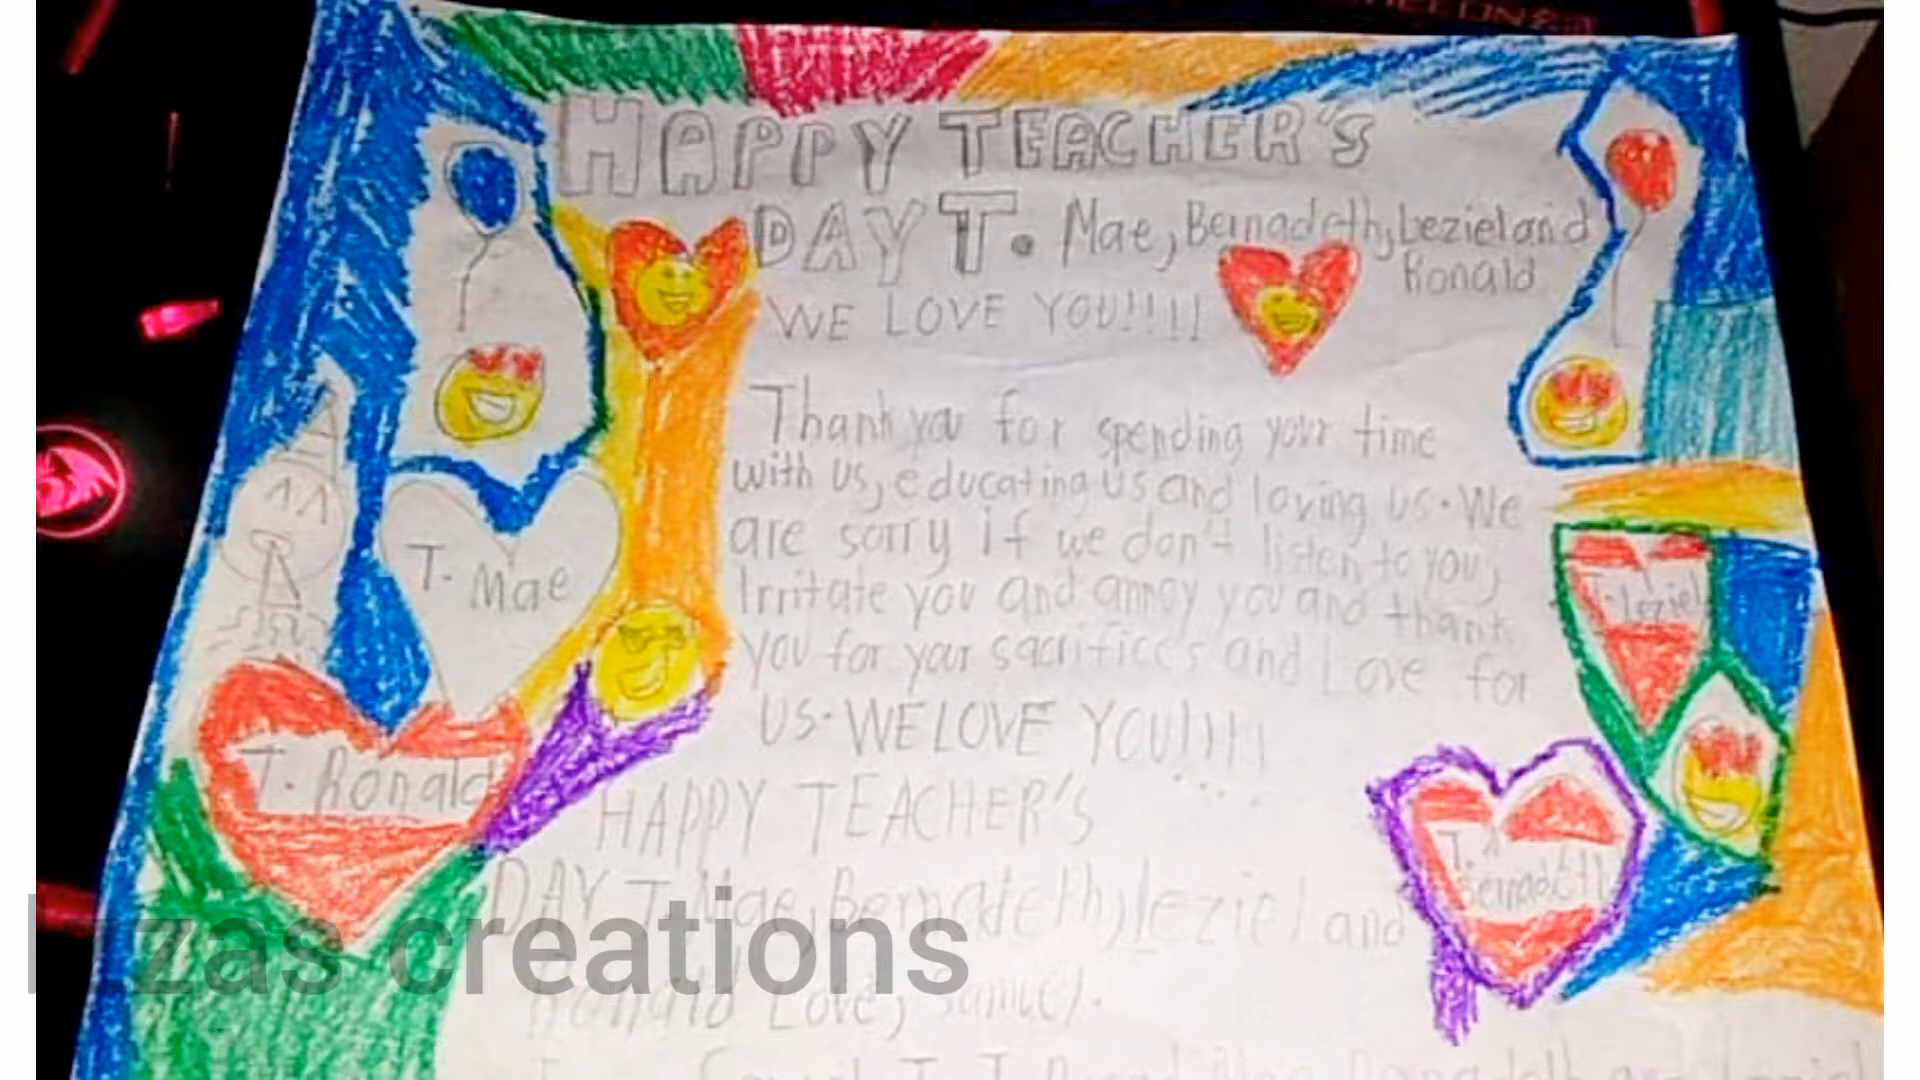 HAPPY TEACHER'S
DAY T. Mae, Bernadeth, Leziel and
Ronald
WE LOVE YOU!!!!
Thank you for spending your time
with us, educating us and loving us. We
are sorry if we don't listen to you,
Irritate you and annoy you and thank
you for your sacrifices and Love for
US. WE LOVE YOU!!!!
HAPPY TEACHER'S
DAY T. Mae, Bernadeth, Leziel and
Ronald Love, Samuel.
T. Mae
T. Ronald
T. Leziel
T. Bernadeth
Lizas creations